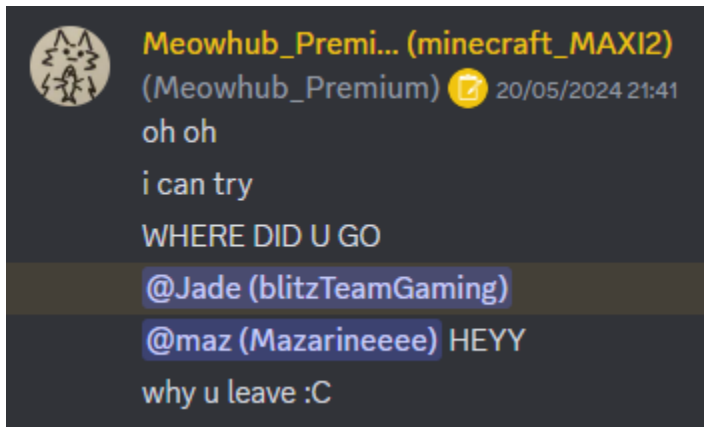 Meowhub_Premi... (minecraft_MAXI2)
(Meowhub_Premium) 20/05/2024 21:41
oh oh
i can try
WHERE DID U GO
@Jade (blitzTeamGaming)
@maz (Mazarineeee) HEYY
why u leave :C